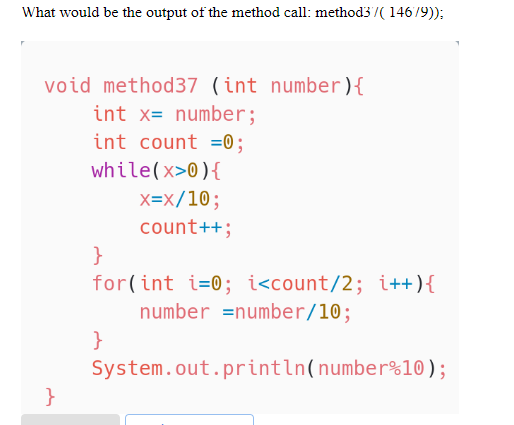 What would be the output of the method call: method3 /( 146 /9));
void method37 (int number){
int x= number;
int count =0;
while(x>0){
x=x/10;
count++;
}
for(int i=0; i<count/2; i++){
number =number/10;
}
System.out.println(number%10);
}